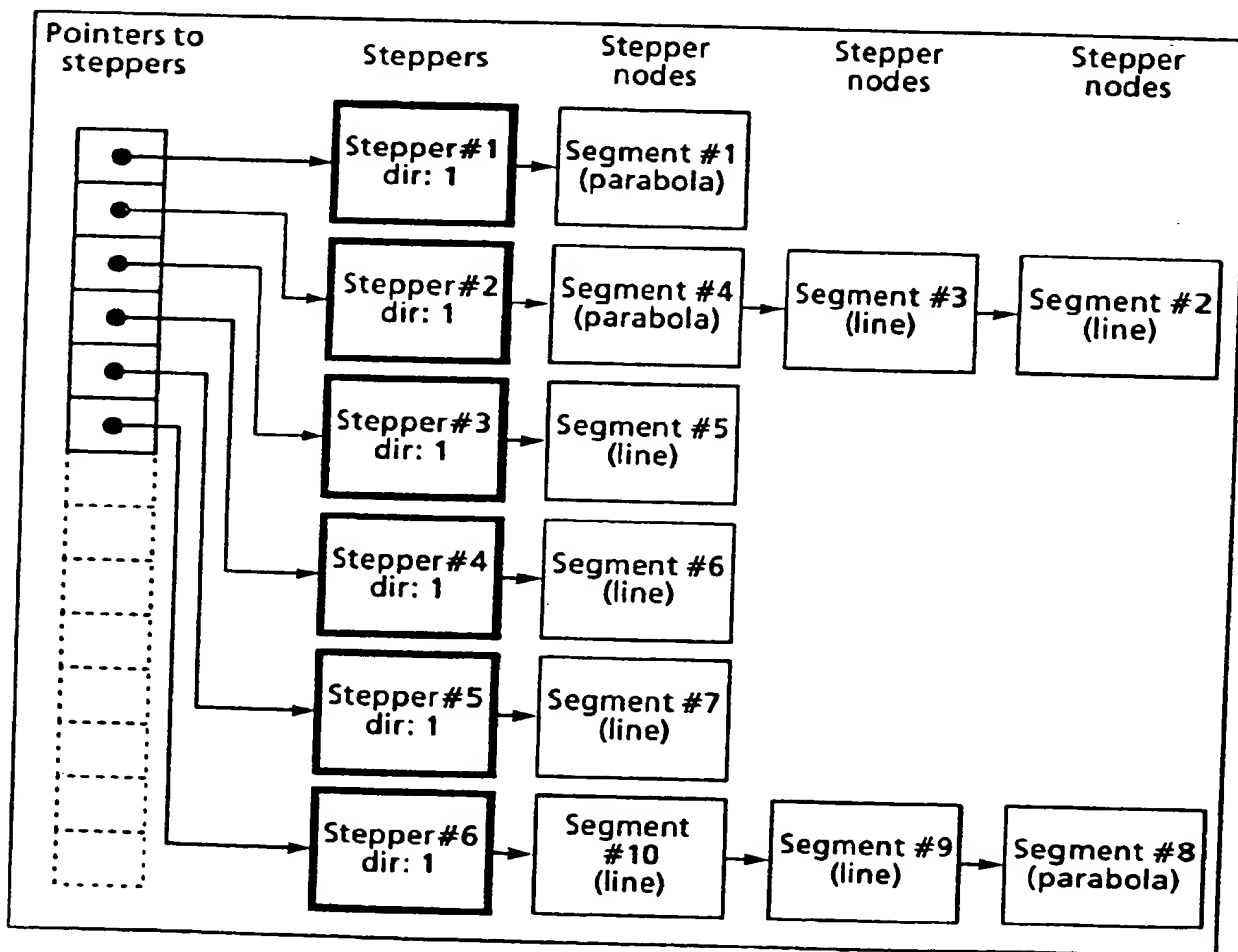 Pointers to
steppers
Steppers
Stepper
nodes
Stepper
nodes
Stepper
nodes
Stepper#1
dir: 1
Segment #1
(parabola)
Stepper#2
dir: 1
Segment #4
(parabola)
Segment #3
(line)
Segment #2
(line)
Stepper#3
dir: 1
Segment #5
(line)
Stepper#4
dir: 1
Segment #6
(line)
Stepper#5
dir: 1
Segment #7
(line)
Stepper#6
dir: 1
Segment
#10
(line)
Segment #9
(line)
Segment #8
(parabola)